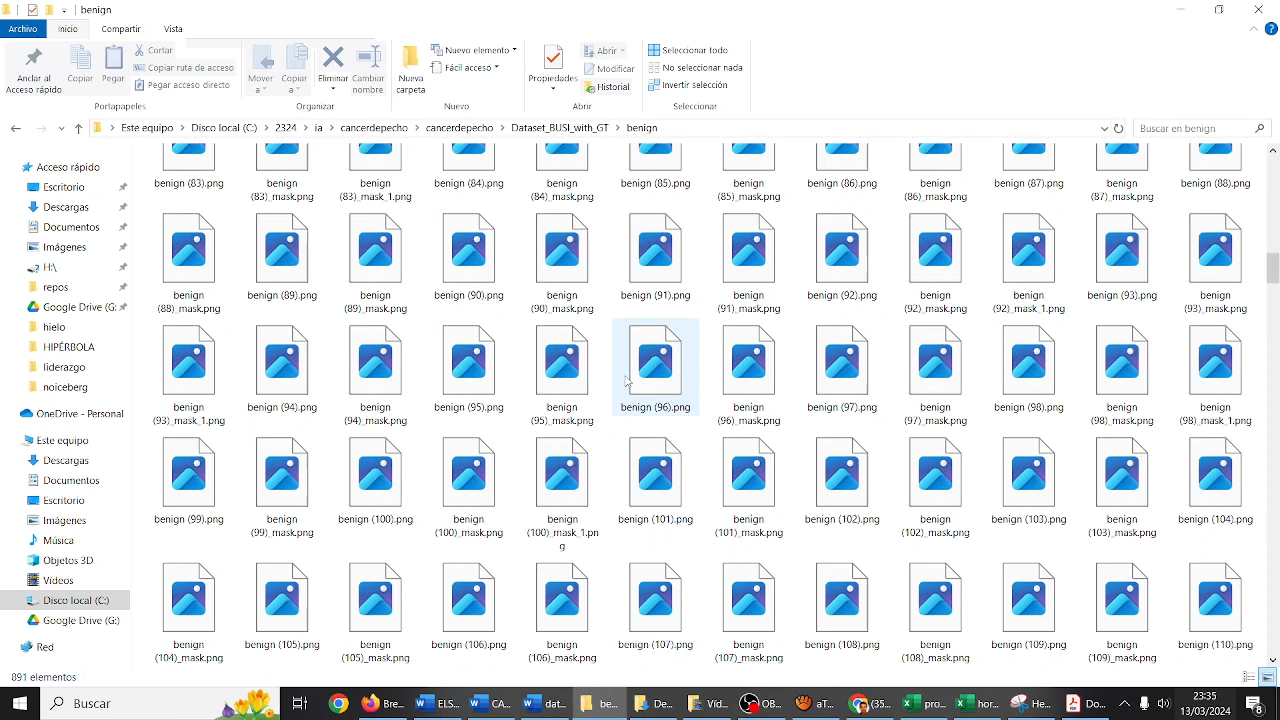 benign
Archivo Inicio Compartir Vista
Anclar al Acceso rápido
Copiar
Pegar
Cortar
Copiar ruta de acceso
Pegar acceso directo
Portapapeles
Mover a
Copiar a
Eliminar
Cambiar nombre
Organizar
Nueva carpeta
Nuevo elemento
Fácil acceso
Nuevo
Propiedades
Abrir
Modificar
Historial
Abrir
Seleccionar todo
No seleccionar nada
Invertir selección
Seleccionar
Este equipo > Disco local (C:) > 2324 > ia > cancerdepecho > cancerdepecho > Dataset_BUSI_with_GT > benign
Buscar en benign
Acceso rápido
Escritorio
Descargas
Documentos
Imágenes
H:\
repos
Google Drive (G:
hielo
HIPÉRBOLA
liderazgo
noiceberg
OneDrive - Personal
Este equipo
Descargas
Documentos
Escritorio
Imágenes
Música
Objetos 3D
Vídeos
Disco local (C:)
Google Drive (G:)
Red
benign (83).png benign (83)_mask.png benign (83)_mask_1.png benign (84).png benign (84)_mask.png benign (85).png benign (85)_mask.png benign (86).png benign (86)_mask.png benign (87).png benign (87)_mask.png benign (88).png
benign (88)_mask.png benign (89).png benign (89)_mask.png benign (90).png benign (90)_mask.png benign (91).png benign (91)_mask.png benign (92).png benign (92)_mask.png benign (92)_mask_1.png benign (93).png benign (93)_mask.png
benign (93)_mask_1.png benign (94).png benign (94)_mask.png benign (95).png benign (95)_mask.png benign (96).png benign (96)_mask.png benign (97).png benign (97)_mask.png benign (98).png benign (98)_mask.png benign (98)_mask_1.png
benign (99).png benign (99)_mask.png benign (100).png benign (100)_mask.png benign (100)_mask_1.png benign (101).png benign (101)_mask.png benign (102).png benign (102)_mask.png benign (103).png benign (103)_mask.png benign (104).png
benign (104)_mask.png benign (105).png benign (105)_mask.png benign (106).png benign (106)_mask.png benign (107).png benign (107)_mask.png benign (108).png benign (108)_mask.png benign (109).png benign (109)_mask.png benign (110).png
891 elementos
Buscar
Bre... ELE... CA... be... De... Víd... OB... aT... (35... pro... hor... He... Do...
23:35
13/03/2024